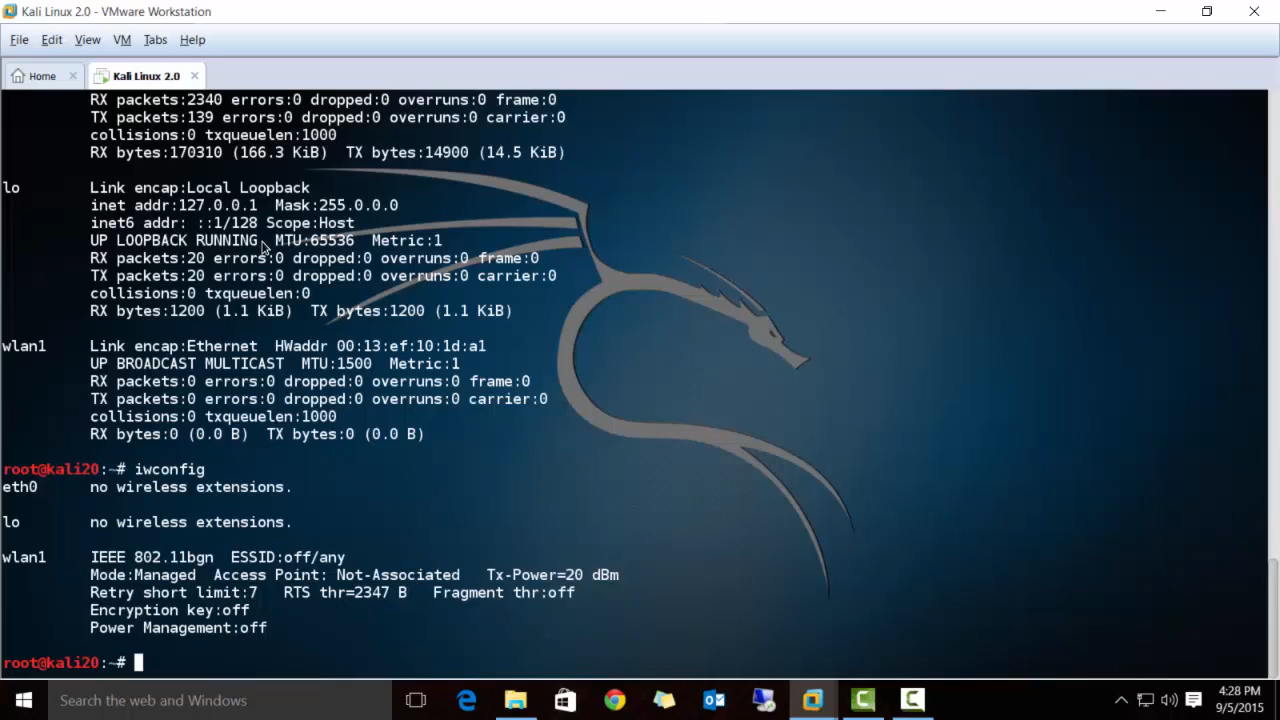 Kali Linux 2.0 - VMware Workstation
File Edit View VM Tabs Help
Home Kali Linux 2.0
RX packets:2340 errors:0 dropped:0 overruns:0 frame:0
TX packets:139 errors:0 dropped:0 overruns:0 carrier:0
collisions:0 txqueuelen:1000
RX bytes:170310 (166.3 KiB)  TX bytes:14900 (14.5 KiB)
lo Link encap:Local Loopback
inet addr:127.0.0.1  Mask:255.0.0.0
inet6 addr: ::1/128 Scope:Host
UP LOOPBACK RUNNING  MTU:65536  Metric:1
RX packets:20 errors:0 dropped:0 overruns:0 frame:0
TX packets:20 errors:0 dropped:0 overruns:0 carrier:0
collisions:0 txqueuelen:0
RX bytes:1200 (1.1 KiB)  TX bytes:1200 (1.1 KiB)
wlan1 Link encap:Ethernet  HWaddr 00:13:ef:10:1d:a1
UP BROADCAST MULTICAST  MTU:1500  Metric:1
RX packets:0 errors:0 dropped:0 overruns:0 frame:0
TX packets:0 errors:0 dropped:0 overruns:0 carrier:0
collisions:0 txqueuelen:1000
RX bytes:0 (0.0 B)  TX bytes:0 (0.0 B)
root@kali20:~# iwconfig
eth0 no wireless extensions.
lo no wireless extensions.
wlan1 IEEE 802.11bgn  ESSID:off/any
Mode:Managed  Access Point: Not-Associated   Tx-Power=20 dBm
Retry short limit:7   RTS thr=2347 B   Fragment thr:off
Encryption key:off
Power Management:off
root@kali20:~#
Search the web and Windows
4:28 PM
9/5/2015